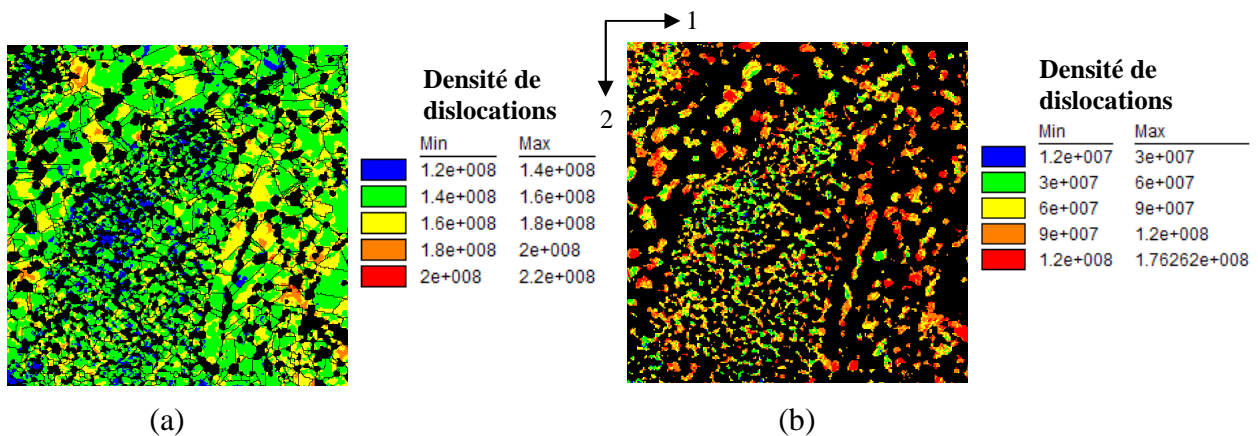 1
2
Densité de
dislocations
Min Max
1.2e+008 1.4e+008
1.4e+008 1.6e+008
1.6e+008 1.8e+008
1.8e+008 2e+008
2e+008 2.2e+008
(a)
Densité de
dislocations
Min Max
1.2e+007 3e+007
3e+007 6e+007
6e+007 9e+007
9e+007 1.2e+008
1.2e+008 1.76262e+008
(b)